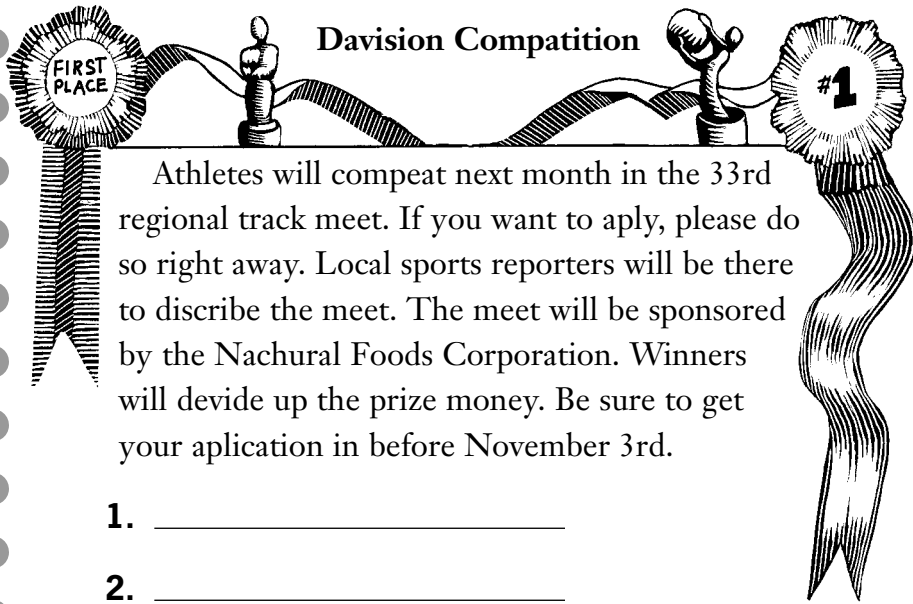 Davision Compatition
FIRST
PLACE
#1
Athletes will compeat next month in the 33rd
regional track meet. If you want to aply, please do
so right away. Local sports reporters will be there
to discribe the meet. The meet will be sponsored
by the Nachural Foods Corporation. Winners
will devide up the prize money. Be sure to get
your aplication in before November 3rd.
1.
2.